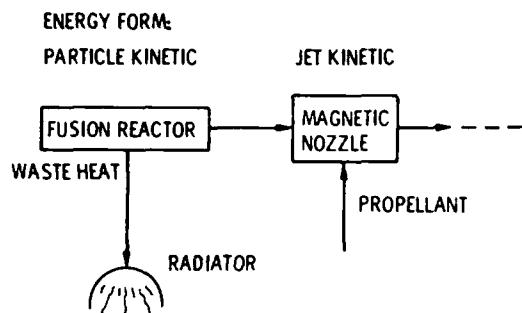 ENERGY FORM:
PARTICLE KINETIC
JET KINETIC
FUSION REACTOR
MAGNETIC
NOZZLE
WASTE HEAT
PROPELLANT
RADIATOR